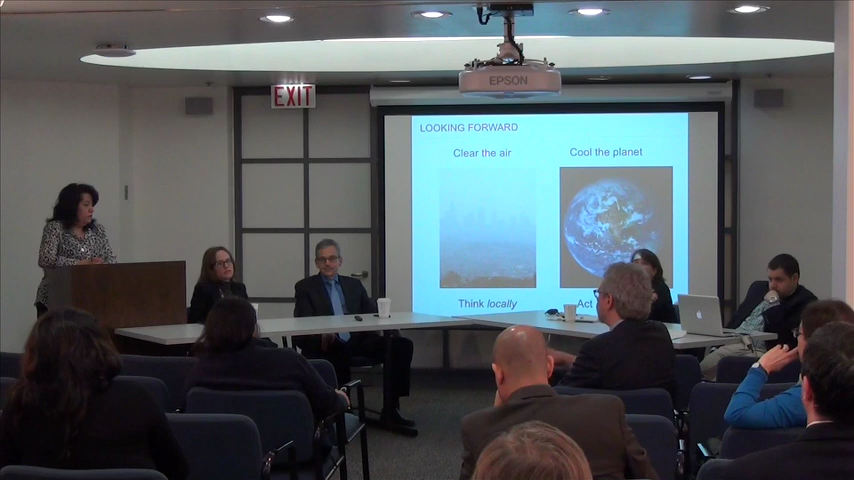 EPSON
EXIT
LOOKING FORWARD
Clear the air
Cool the planet
Think locally
Act